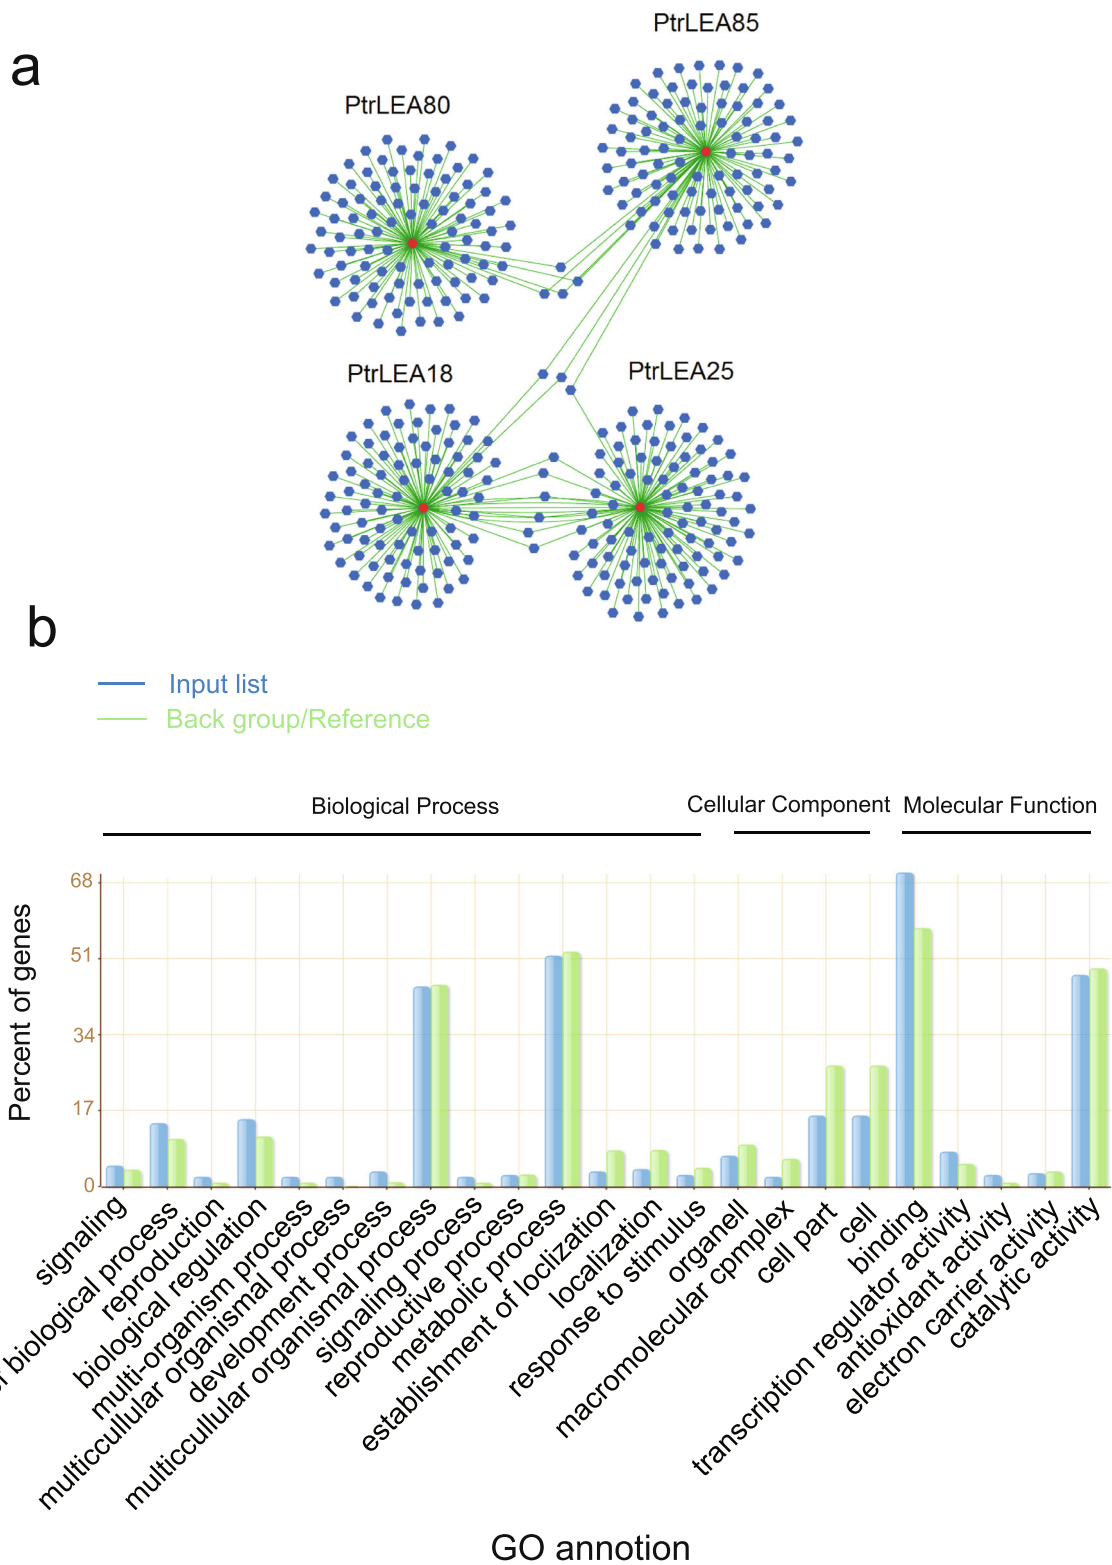 PtrLEA85
a
PtrLEA80
PtrLEA18
PtrLEA25
b
Input list
Back group/Reference
Biological Process
Cellular Component
Molecular Function
Percent of genes
68
51
34
17
0
signaling
biological process
reproduction
biological regulation
multi-organism process
multiccullular organismal process
development process
multiccullular organismal process
signaling process
reproductive process
metabolic process
establishment of loclization
localization
response to stimulus
organell
macromolecular cpmplex
cell part
cell
binding
transcription regulator activity
antioxidant activity
electron carrier activity
catalytic activity
GO annotion